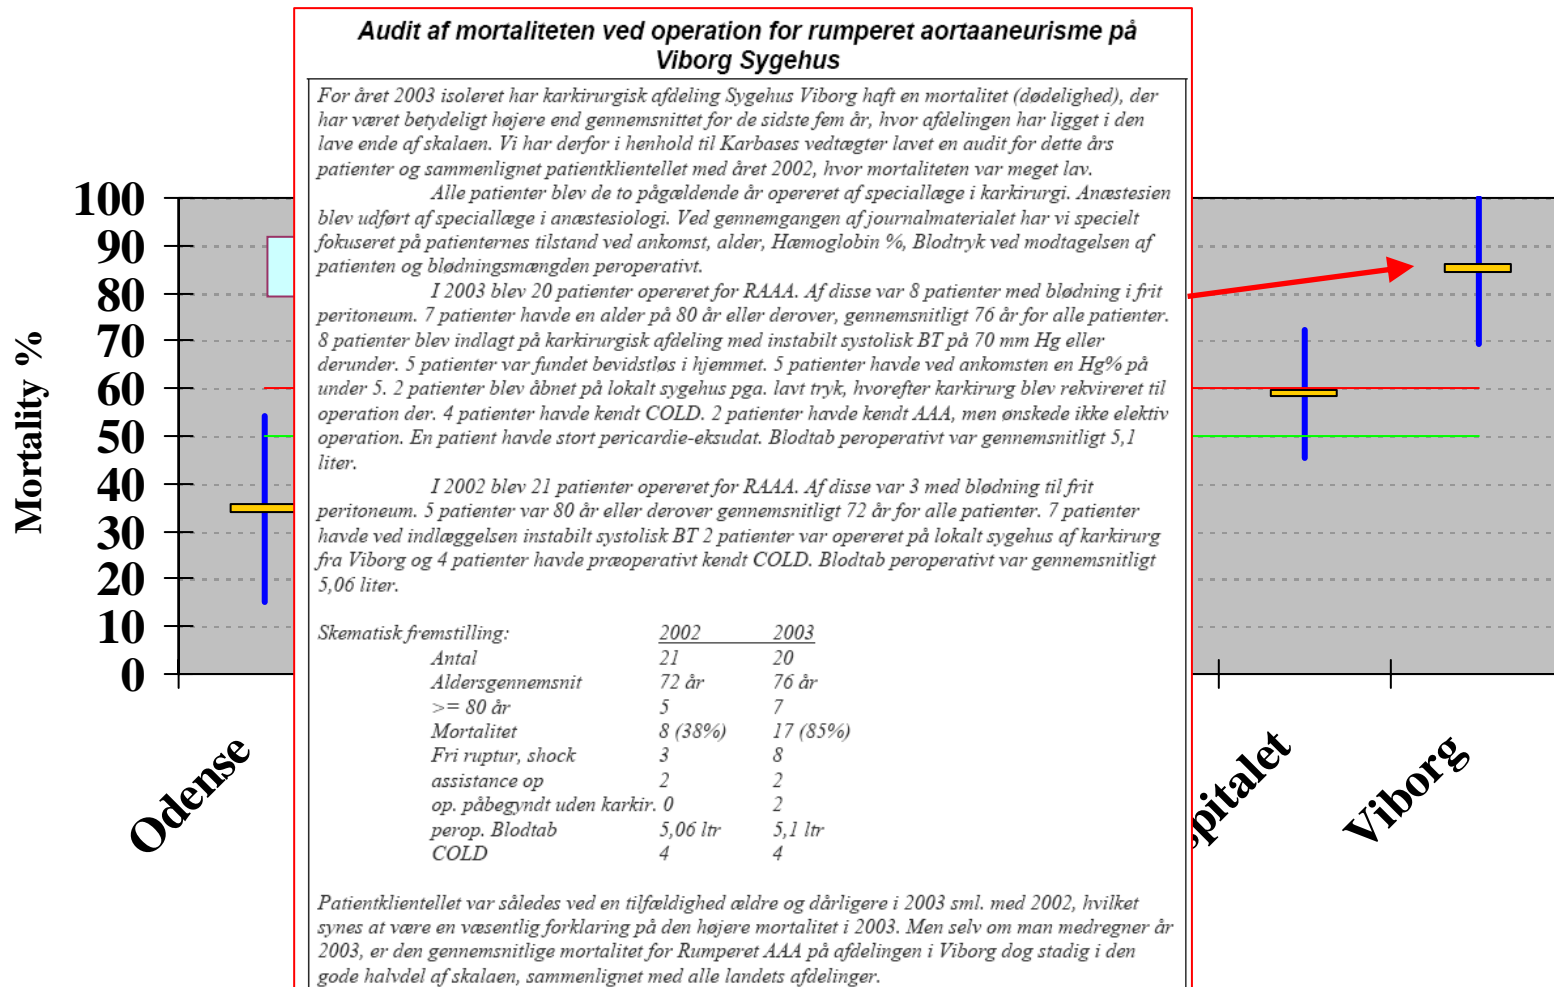 Audit af mortaliteten ved operation for rumperet aortaaneurisme på
Viborg Sygehus
For året 2003 isoleret har karkirurgisk afdeling Sygehus Viborg haft en mortalitet (dødelighed), der
har været betydeligt højere end gennemsnittet for de sidste fem år, hvor afdelingen har ligget i den
lave ende af skalaen. Vi har derfor i henhold til Karbases vedtægter lavet en audit for dette års
patienter og sammenlignet patientklientellet med året 2002, hvor mortaliteten var meget lav.
Alle patienter blev de to pågældende år opereret af speciallæge i karkirurgi. Anæstesien
blev udført af speciallæge i anæstesiologi. Ved gennemgangen af journalmaterialet har vi specielt
fokuseret på patienternes tilstand ved ankomst, alder, Hæmoglobin %, Blodtryk ved modtagelsen af
patienten og blødningsmængden peroperativt.
I 2003 blev 20 patienter opereret for RAAA. Af disse var 8 patienter med blødning i frit
peritoneum. 7 patienter havde en alder på 80 år eller derover, gennemsnitligt 76 år for alle patienter.
8 patienter blev indlagt på karkirurgisk afdeling med instabilt systolisk BT på 70 mm Hg eller
derunder. 5 patienter var fundet bevidstløs i hjemmet. 5 patienter havde ved ankomsten en Hg% på
under 5. 2 patienter blev åbnet på lokalt sygehus pga. lavt tryk, hvorefter karkirurg blev rekvireret til
operation der. 4 patienter havde kendt COLD. 2 patienter havde kendt AAA, men ønskede ikke elektiv
operation. En patient havde stort pericardie-eksudat. Blodtab peroperativt var gennemsnitligt 5,1
liter.
I 2002 blev 21 patienter opereret for RAAA. Af disse var 3 med blødning til frit
peritoneum. 5 patienter var 80 år eller derover gennemsnitligt 72 år for alle patienter. 7 patienter
havde ved indlæggelsen instabilt systolisk BT 2 patienter var opereret på lokalt sygehus af karkirurg
fra Viborg og 4 patienter havde præoperativt kendt COLD. Blodtab peroperativt var gennemsnitligt
5,06 liter.
Skematisk fremstilling: 2002 2003
Antal 21 20
Aldersgennemsnit 72 år 76 år
>= 80 år 5 7
Mortalitet 8 (38%) 17 (85%)
Fri ruptur, shock 3 8
assistance op 2 2
op. påbegyndt uden karkir. 0 2
perop. Blodtab 5,06 ltr 5,1 ltr
COLD 4 4
Patientklientellet var således ved en tilfældighed ældre og dårligere i 2003 sml. med 2002, hvilket
synes at være en væsentlig forklaring på den højere mortalitet i 2003. Men selv om man medregner år
2003, er den gennemsnitlige mortalitet for Rumperet AAA på afdelingen i Viborg dog stadig i den
gode halvdel af skalaen, sammenlignet med alle landets afdelinger.
Mortality %
100
90
80
70
60
50
40
30
20
10
0
Odense
spitalet
Viborg